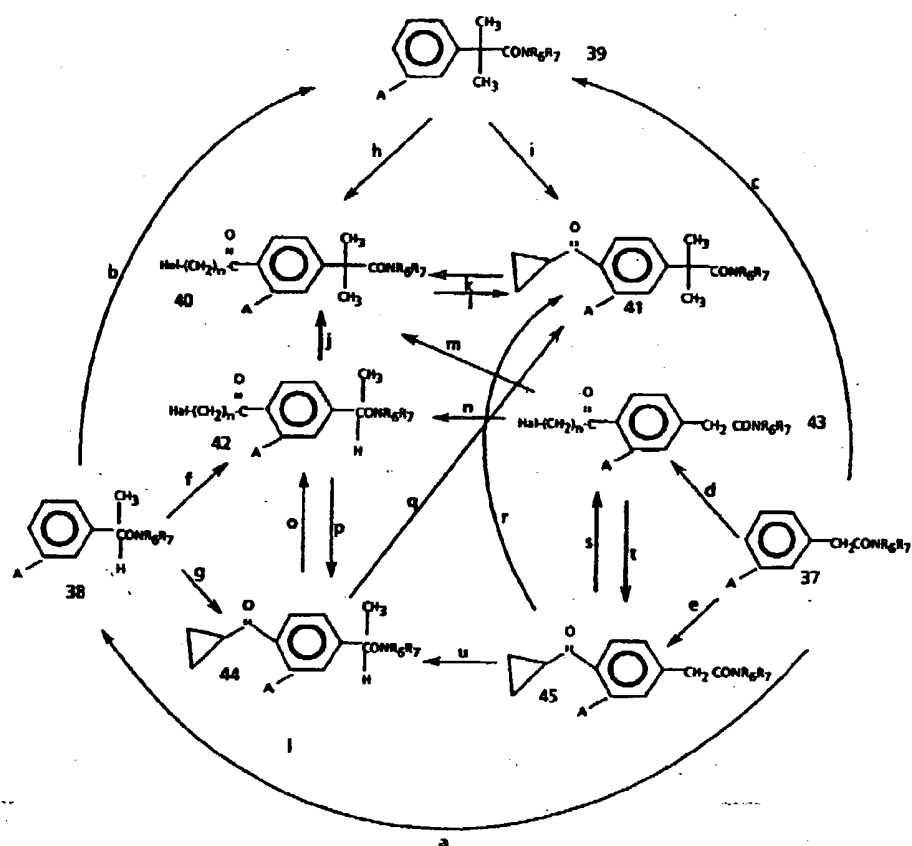 CH₃
CONR₆R₇
39
CH₃
A
h
i
c
b
O
CH₃
Hal-(CH₂)ₙ-C
CONR₆R₇
CH₃
40
A
k
O
CH₃
CONR₆R₇
CH₃
41
A
j
m
O
CH₃
Hal-(CH₂)ₙ-C
CONR₆R₇
H
42
A
n
O
Hal-(CH₂)ₙ-C
CH₂ CONR₆R₇
43
A
f
q
d
CH₃
CONR₆R₇
H
A
38
o
p
r
s
t
CH₂CONR₆R₇
37
A
g
e
O
CH₃
CONR₆R₇
H
44
A
u
O
CH₂ CONR₆R₇
45
A
l
a